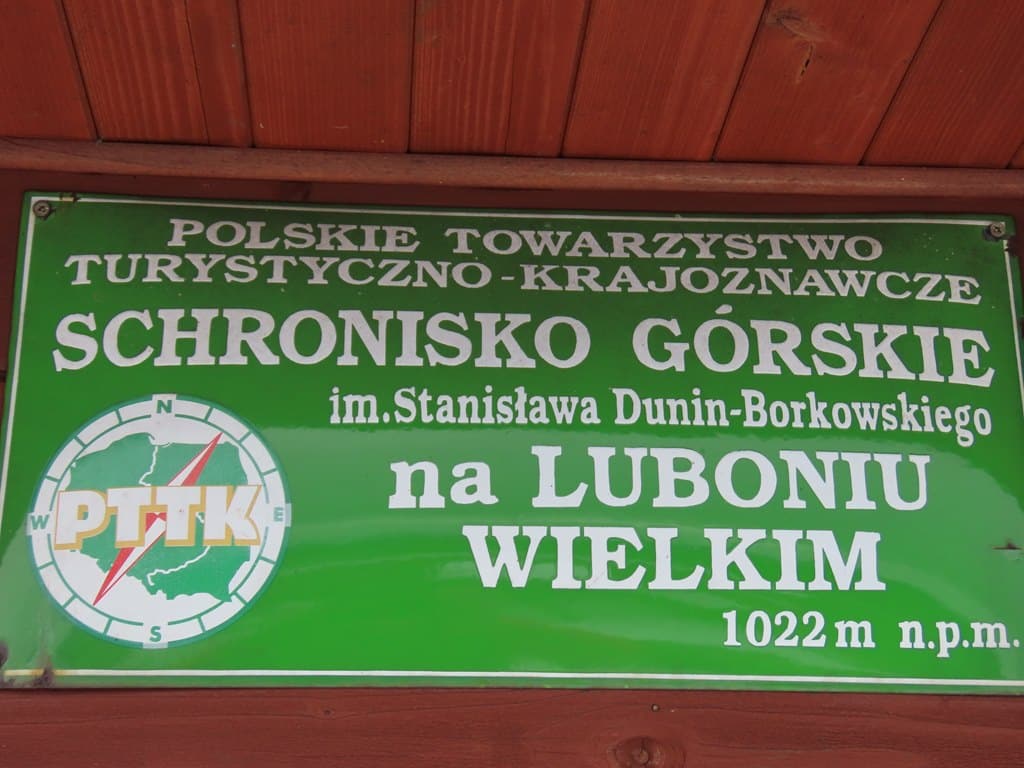 POLSKIE TOWARZYSTWO
TURYSTYCZNO-KRAJOZNAWCZE
SCHRONISKO GÓRSKIE
im.Stanisława Dunin-Borkowskiego
na LUBONIU
WIELKIM
1022m n.p.m.
N
W PTTK E
S